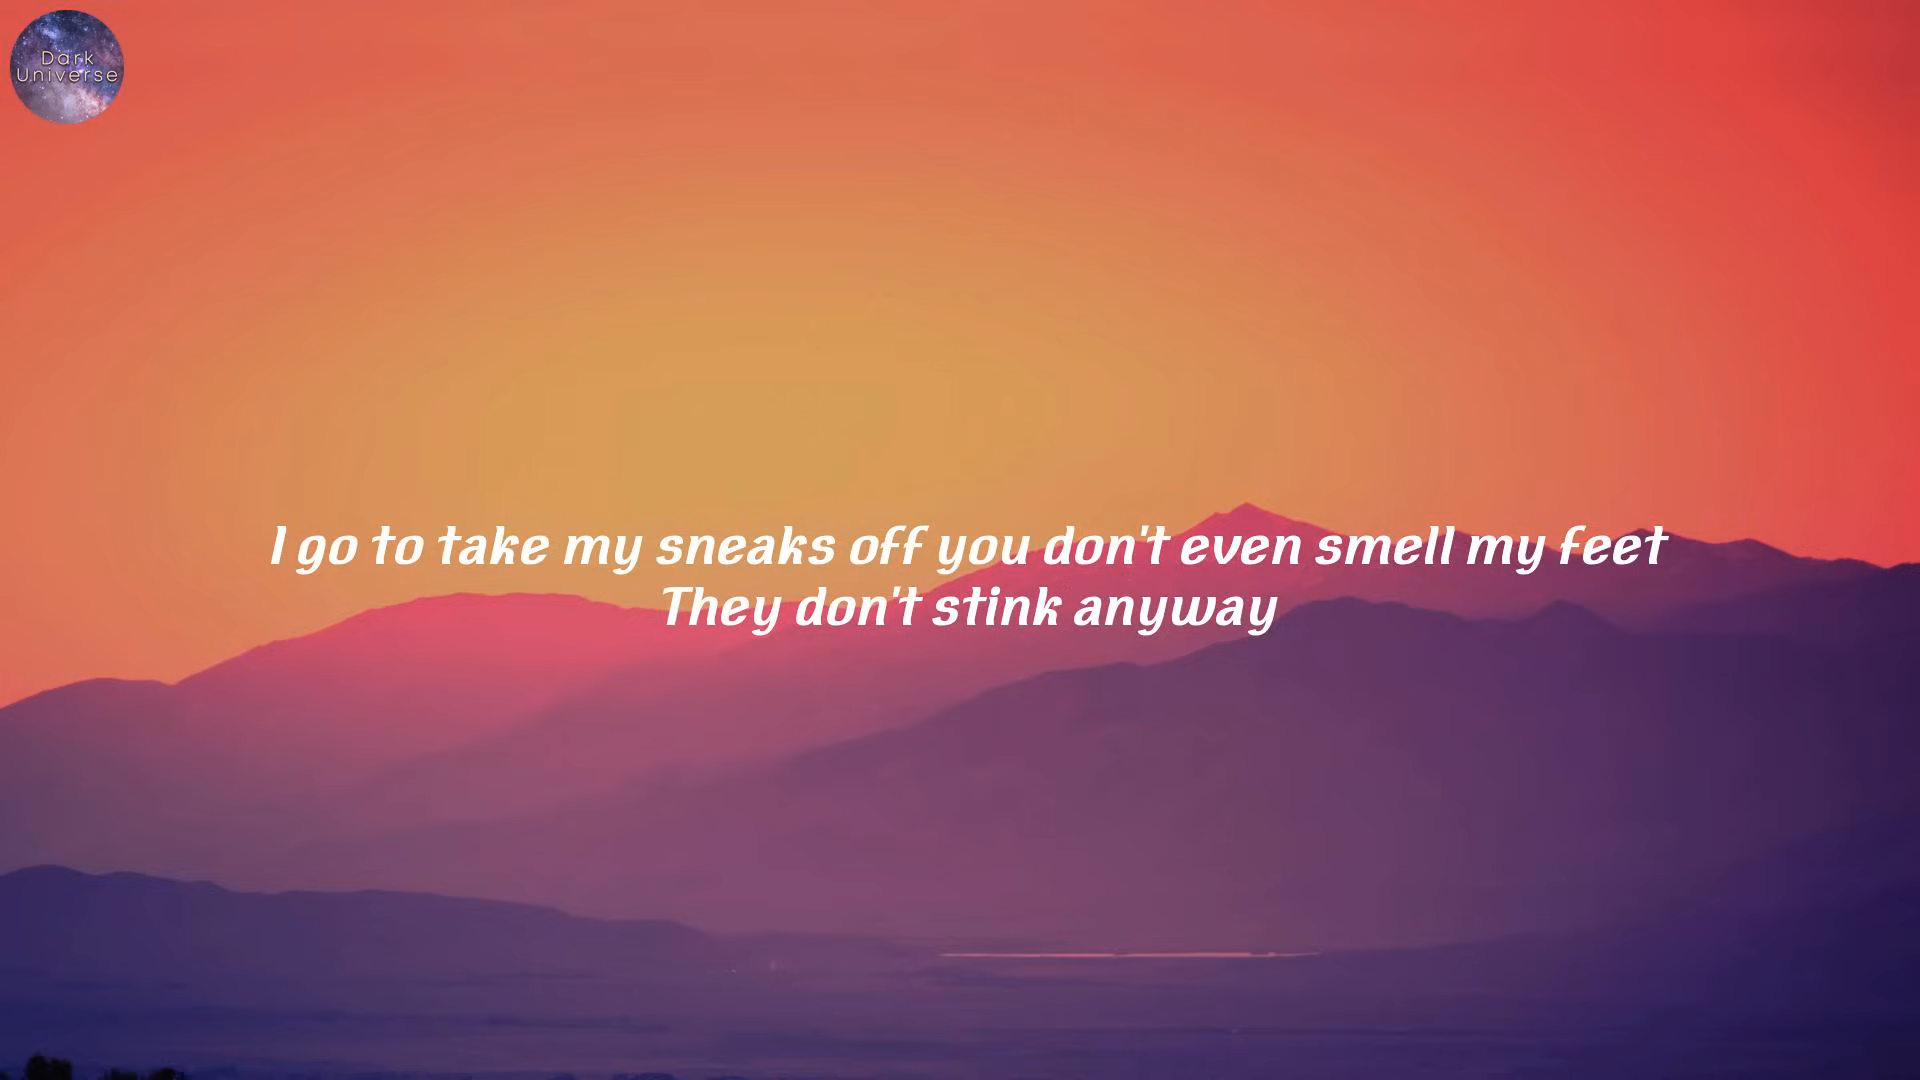 Dark
Universe
I go to take my sneaks off you don't even smell my feet
They don't stink anyway